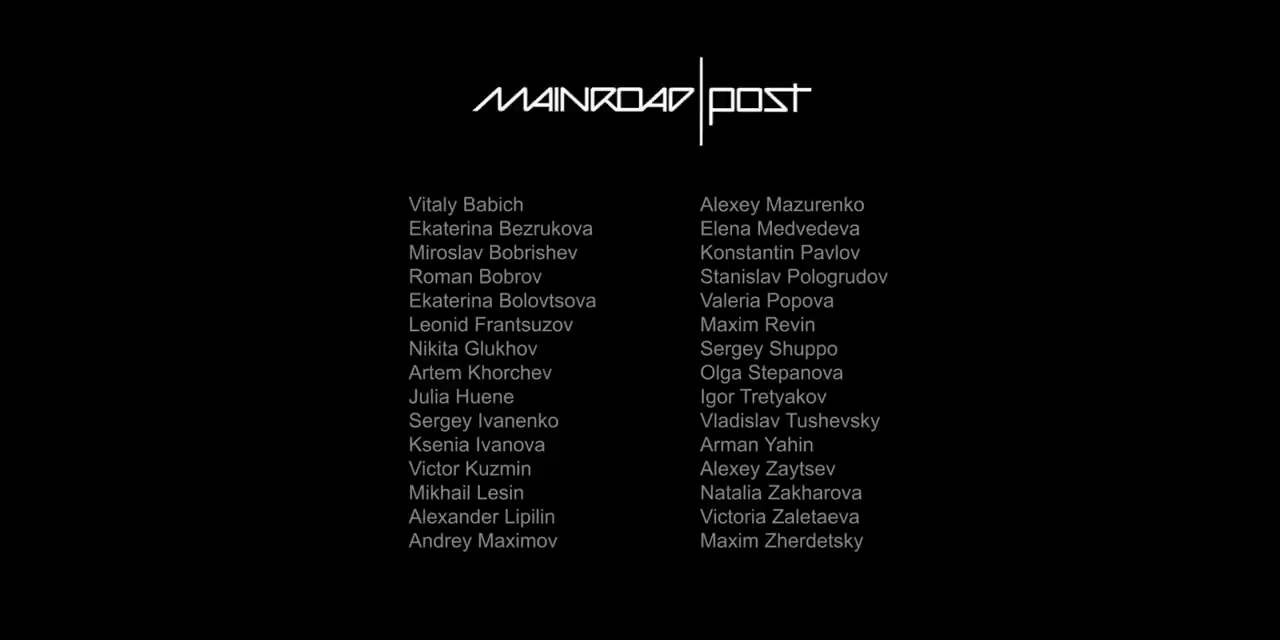 MAINROAD|POST
Vitaly Babich
Ekaterina Bezrukova
Miroslav Bobrishev
Roman Bobrov
Ekaterina Bolovtsova
Leonid Frantsuzov
Nikita Glukhov
Artem Khorchev
Julia Huene
Sergey Ivanenko
Ksenia Ivanova
Victor Kuzmin
Mikhail Lesin
Alexander Lipilin
Andrey Maximov
Alexey Mazurenko
Elena Medvedeva
Konstantin Pavlov
Stanislav Pologrudov
Valeria Popova
Maxim Revin
Sergey Shuppo
Olga Stepanova
Igor Tretyakov
Vladislav Tushevsky
Arman Yahin
Alexey Zaytsev
Natalia Zakharova
Victoria Zaletaeva
Maxim Zherdetsky